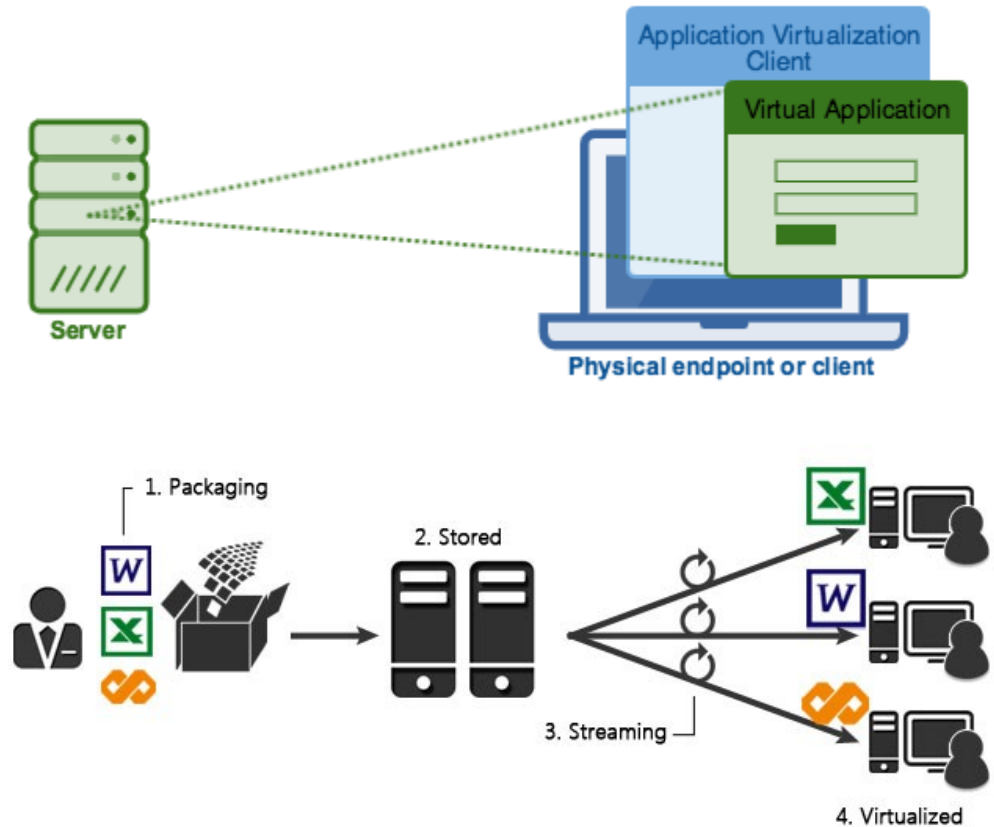 Application Virtualization
Client
Virtual Application
Server
Physical endpoint or client
1. Packaging
2. Stored
W
X
X
W
3. Streaming
4. Virtualized